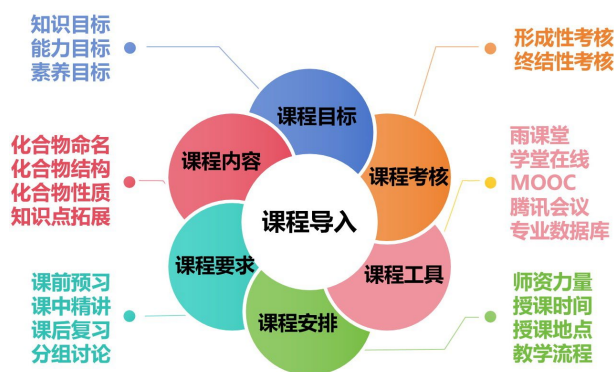 知识目标
能力目标
素养目标
形成性考核
终结性考核
课程目标
化合物命名
化合物结构
化合物性质
知识点拓展
课程内容
课程考核
雨课堂
学堂在线
MOOC
腾讯会议
专业数据库
课程导入
课程要求
课程工具
课前预习
课中精讲
课后复习
分组讨论
课程安排
师资力量
授课时间
授课地点
教学流程